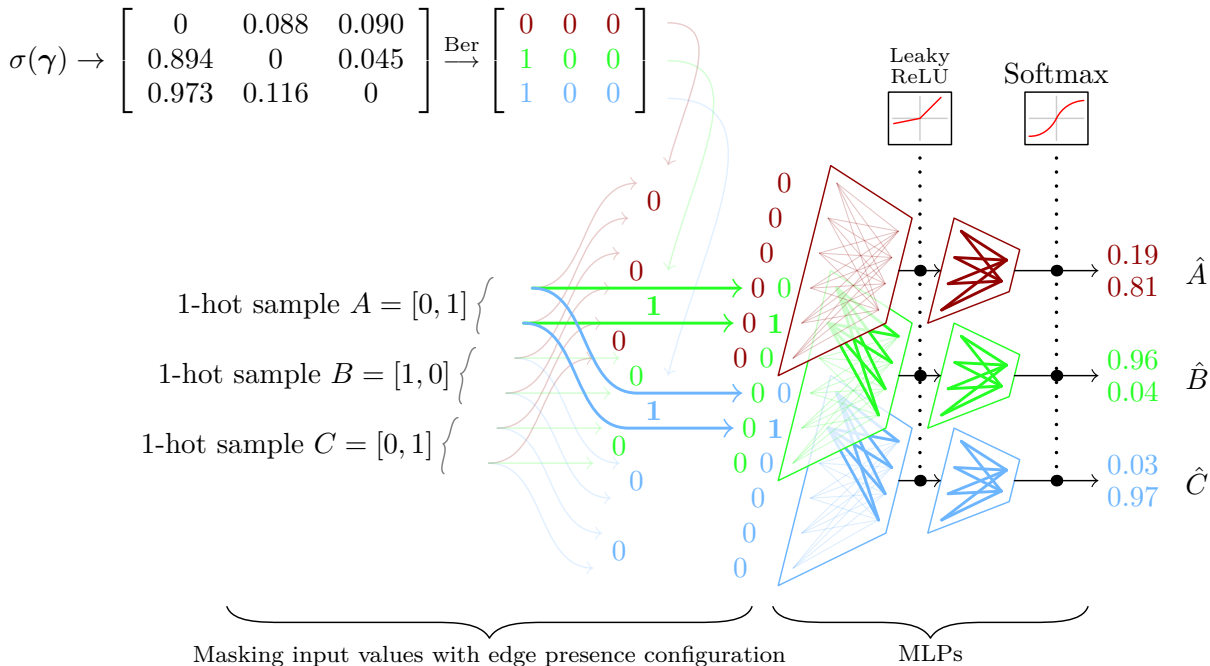 σ(γ) → [ 0 0.088 0.090 ] Ber → [ 0 0 0 ]
[ 0.894 0 0.045 ] [ 1 0 0 ]
[ 0.973 0.116 0 ] [ 1 0 0 ]
Leaky
ReLU
Softmax
0
0
0
0
0
0
0 0
1
0 1
0
0 0
0
0 0
1
0 1
0
0 0
0
0
0
0
1-hot sample A = [0, 1] {
1-hot sample B = [1, 0] {
1-hot sample C = [0, 1] {
0.19
0.81
Â
0.96
0.04
B̂
0.03
0.97
Ĉ
Masking input values with edge presence configuration
MLPs